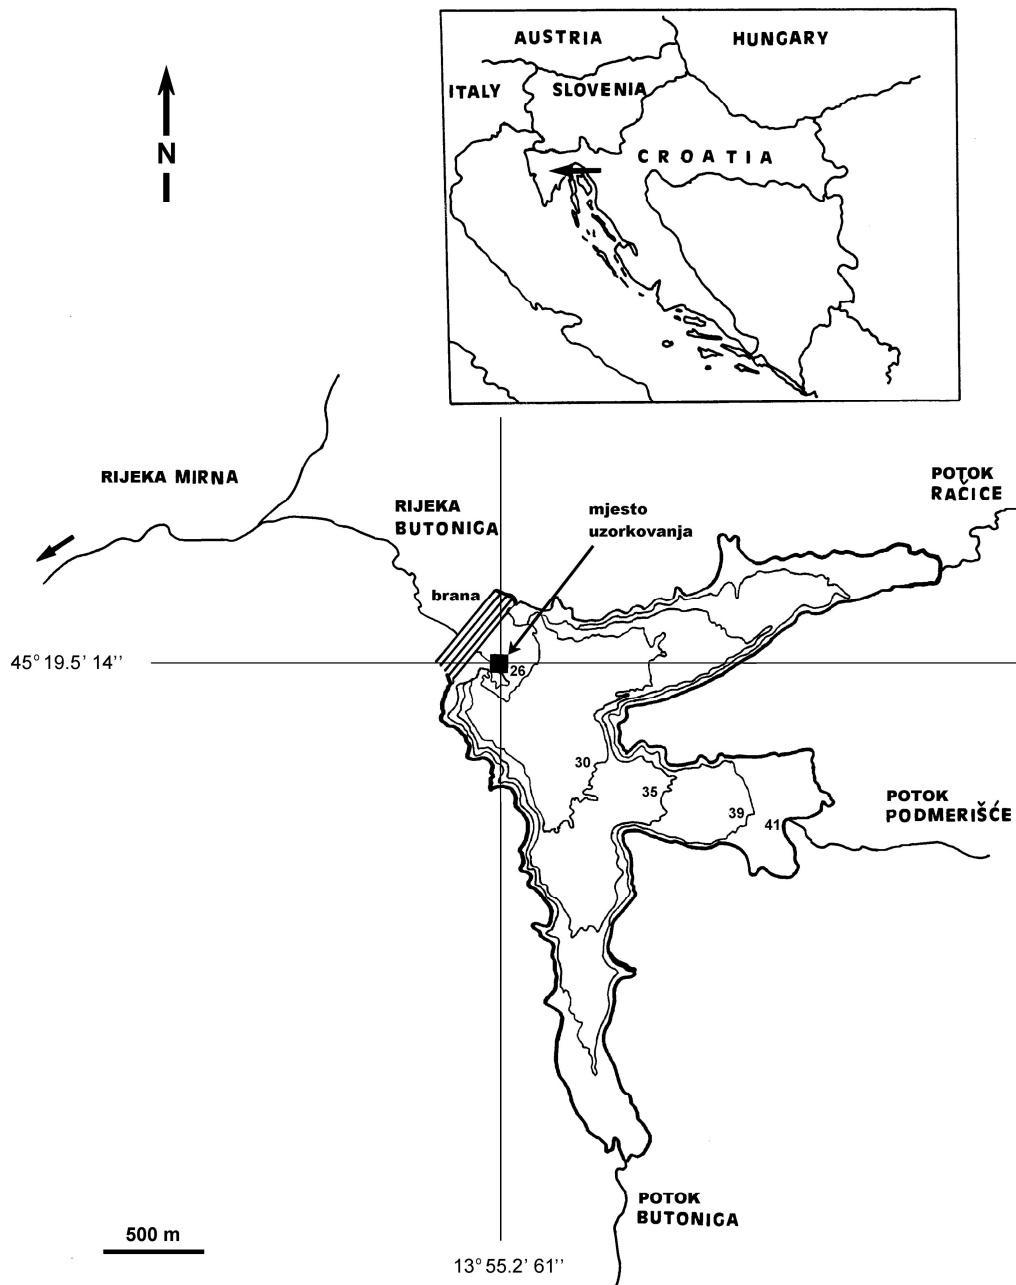 AUSTRIA
HUNGARY
ITALY
SLOVENIA
CROATIA
N
RIJEKA MIRNA
RIJEKA
BUTONIGA
mjesto
uzorkovanja
POTOK
RAČICE
brana
45° 19.5' 14''
26
30
35
39
41
POTOK
PODMERIŠĆE
POTOK
BUTONIGA
500 m
13° 55.2' 61''